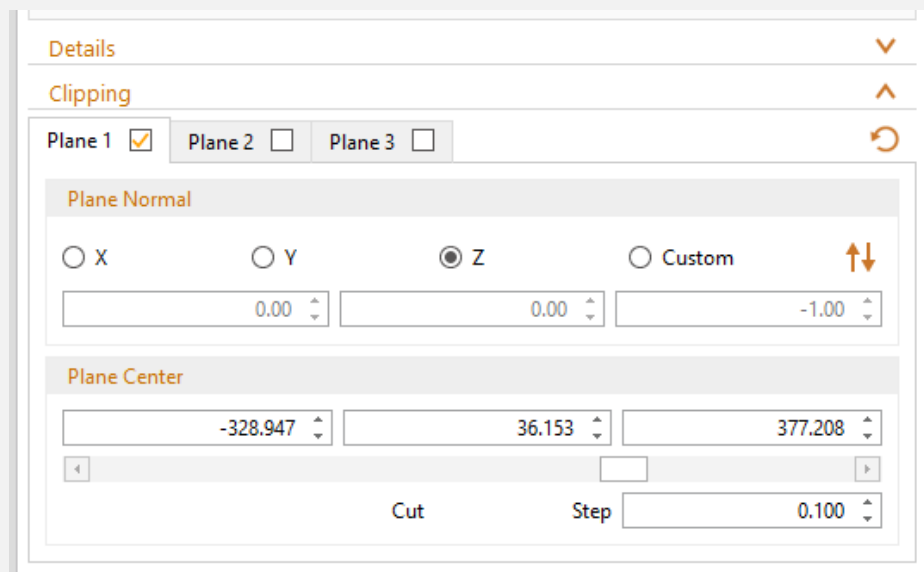 Details
Clipping
Plane 1 Plane 2 Plane 3
Plane Normal
X Y Z Custom
0.00 0.00 -1.00
Plane Center
-328.947 36.153 377.208
Cut Step 0.100